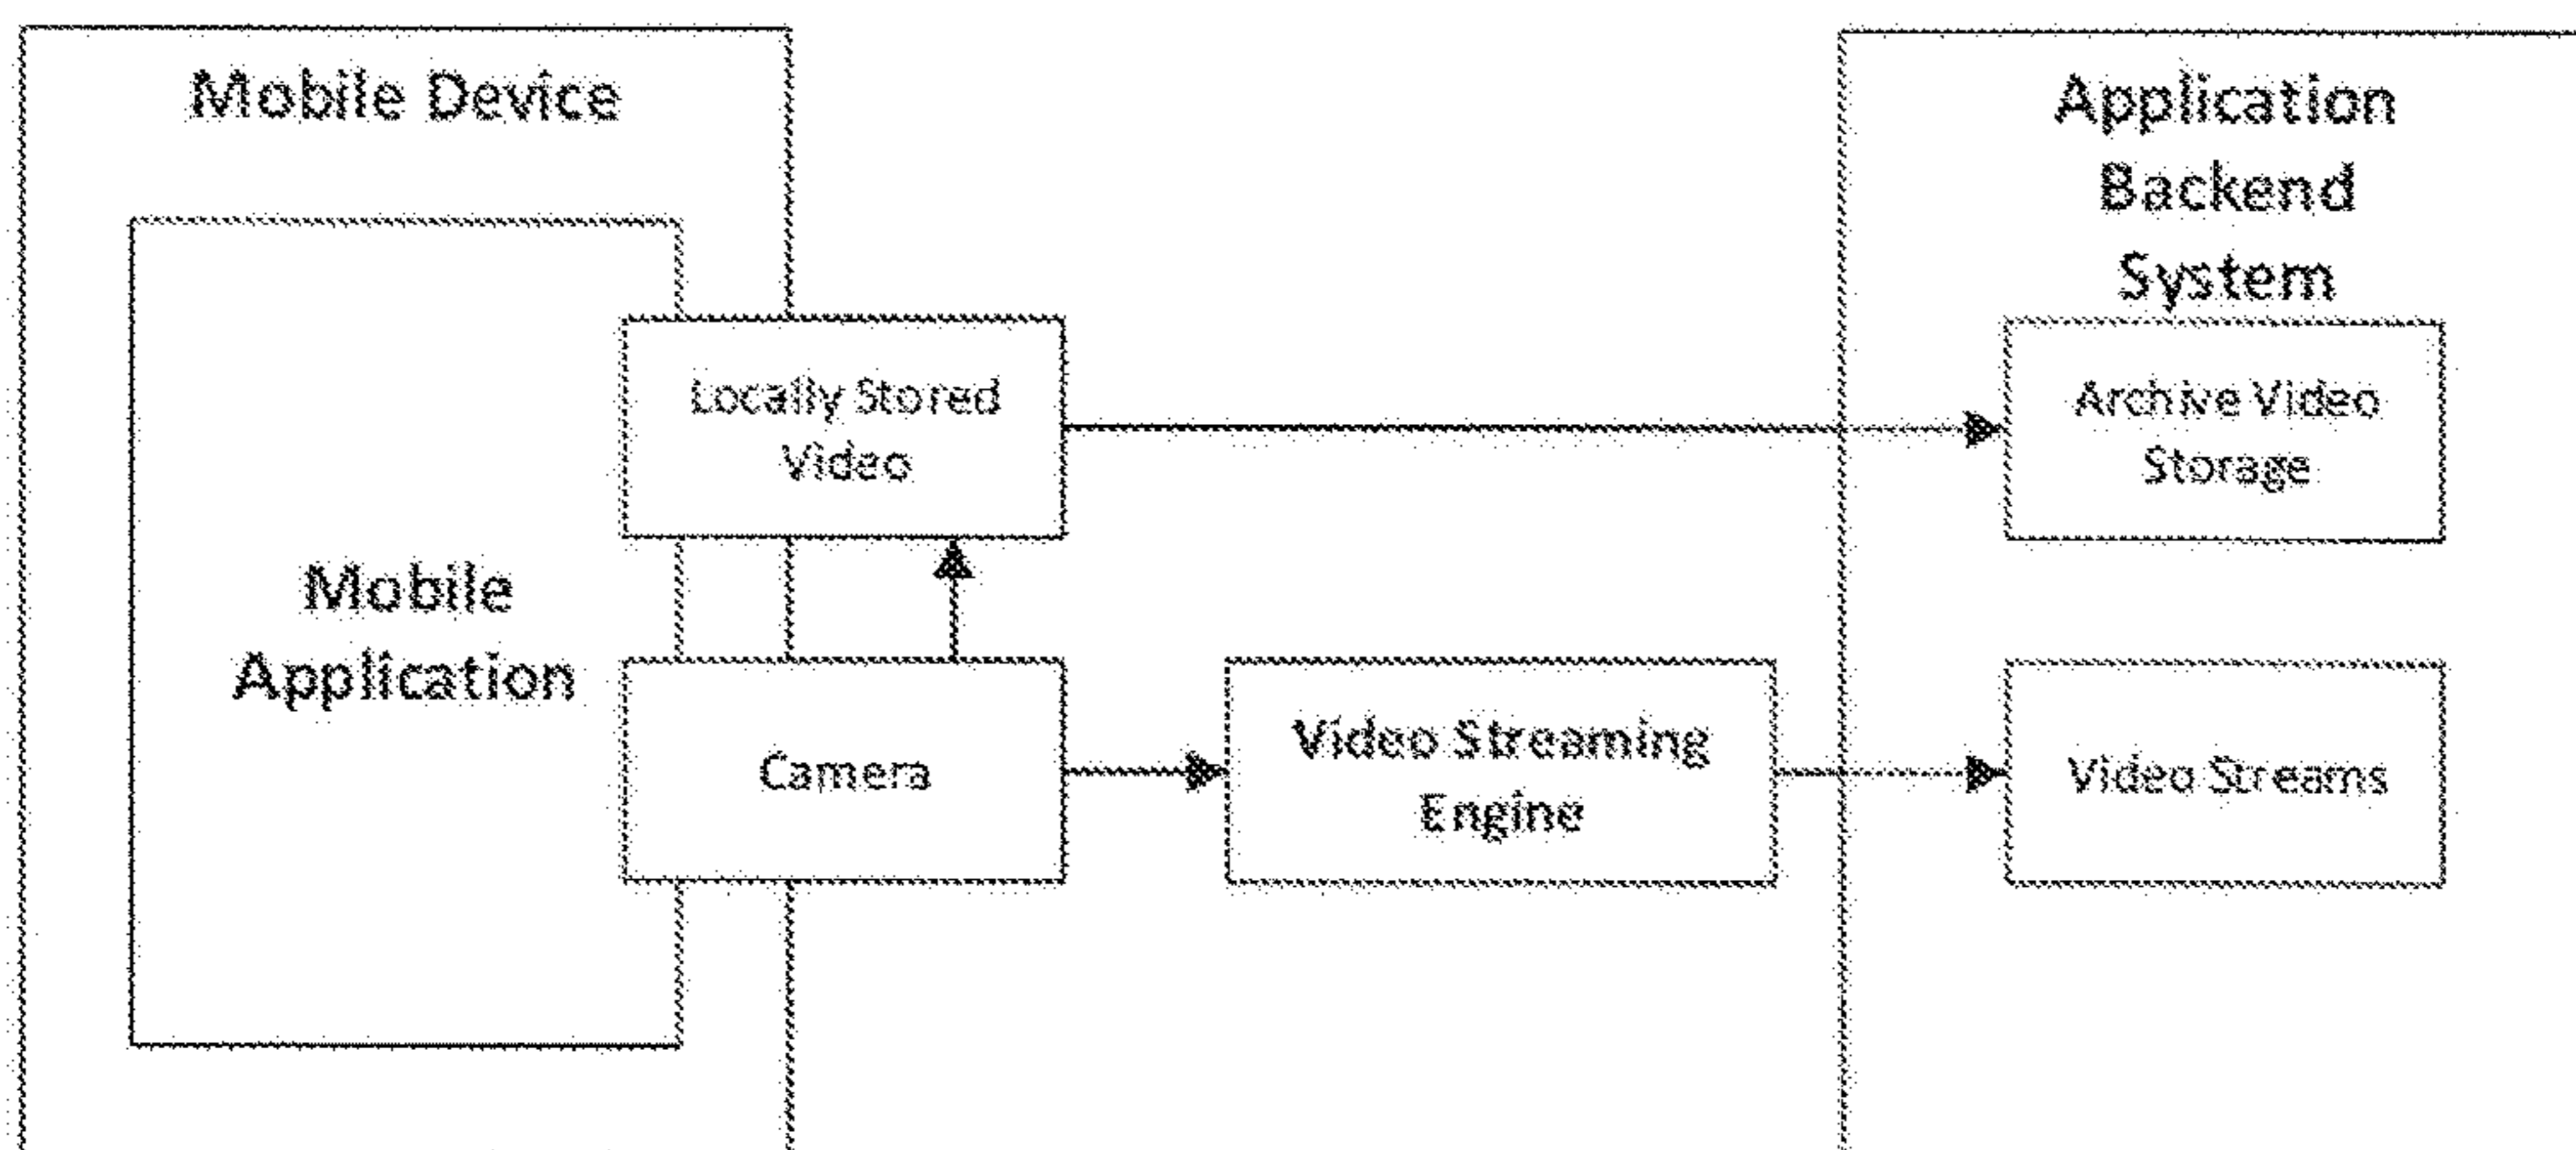 Mobile Device
Mobile
Application
Locally Stored
Video
Camera
Video Streaming
Engine
Application
Backend
System
Archive Video
Storage
Video Streams